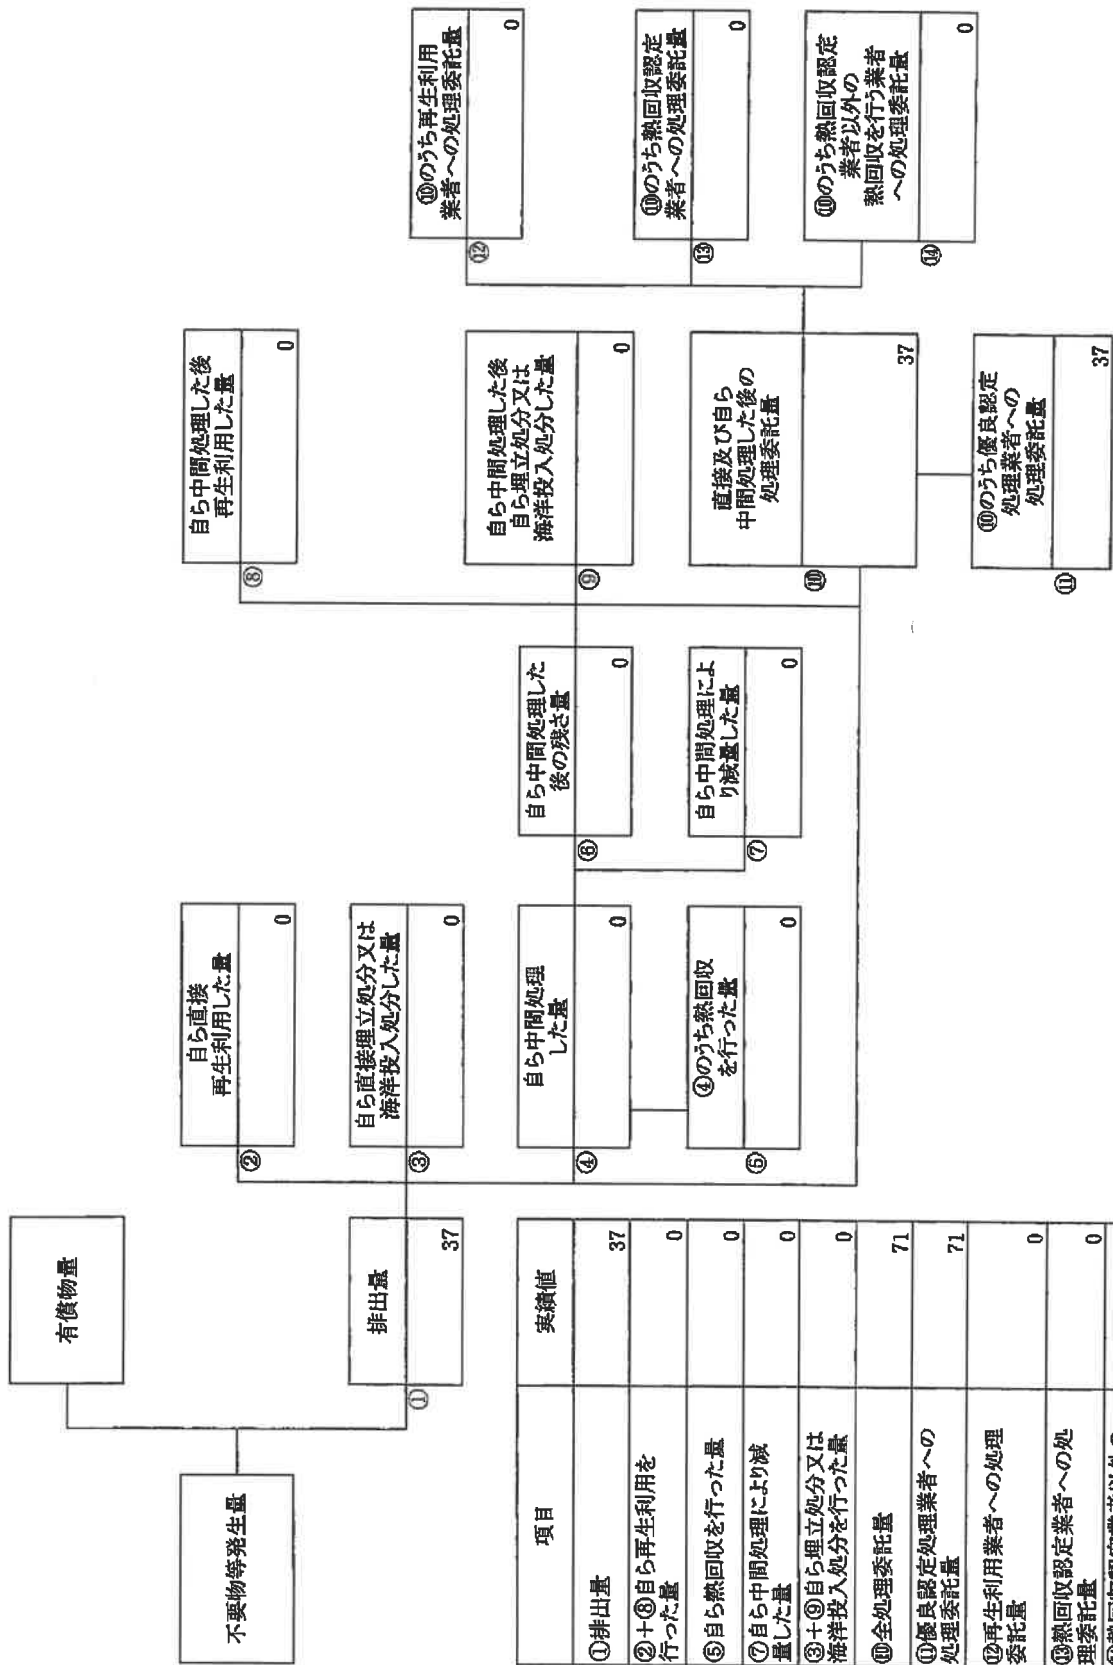 不要物等発生量
有償物量
①
排出量
37
②
自ら直接
再生利用した量
0
③
自ら直接埋立処分又は
海洋投入処分した量
0
④
自ら中間処理
した量
0
⑤
④のうち熱回収
を行った量
0
⑥
自ら中間処理した
後の残さ量
0
⑦
自ら中間処理によ
り減量した量
0
⑧
自ら中間処理した後
再生利用した量
0
⑨
自ら中間処理した後
自ら埋立処分又は
海洋投入処分した量
0
⑩
直接及び自ら
中間処理した後の
処理委託量
37
⑪
⑩のうち優良認定
処理業者への
処理委託量
37
⑫
⑩のうち再生利用
業者への処理委託量
0
⑬
⑩のうち熱回収認定
業者への処理委託量
0
⑭
⑩のうち熱回収認定
業者以外の
熱回収を行う業者
への処理委託量
0
項目
実績値
①排出量
37
②+⑧自ら再生利用を
行った量
0
⑤自ら熱回収を行った量
0
⑦自ら中間処理により減
量した量
0
③+⑨自ら埋立処分又は
海洋投入処分を行った量
0
⑩全処理委託量
71
⑪優良認定処理業者への
処理委託量
71
⑫再生利用業者への処理
委託量
0
⑬熱回収認定業者への処
理委託量
0